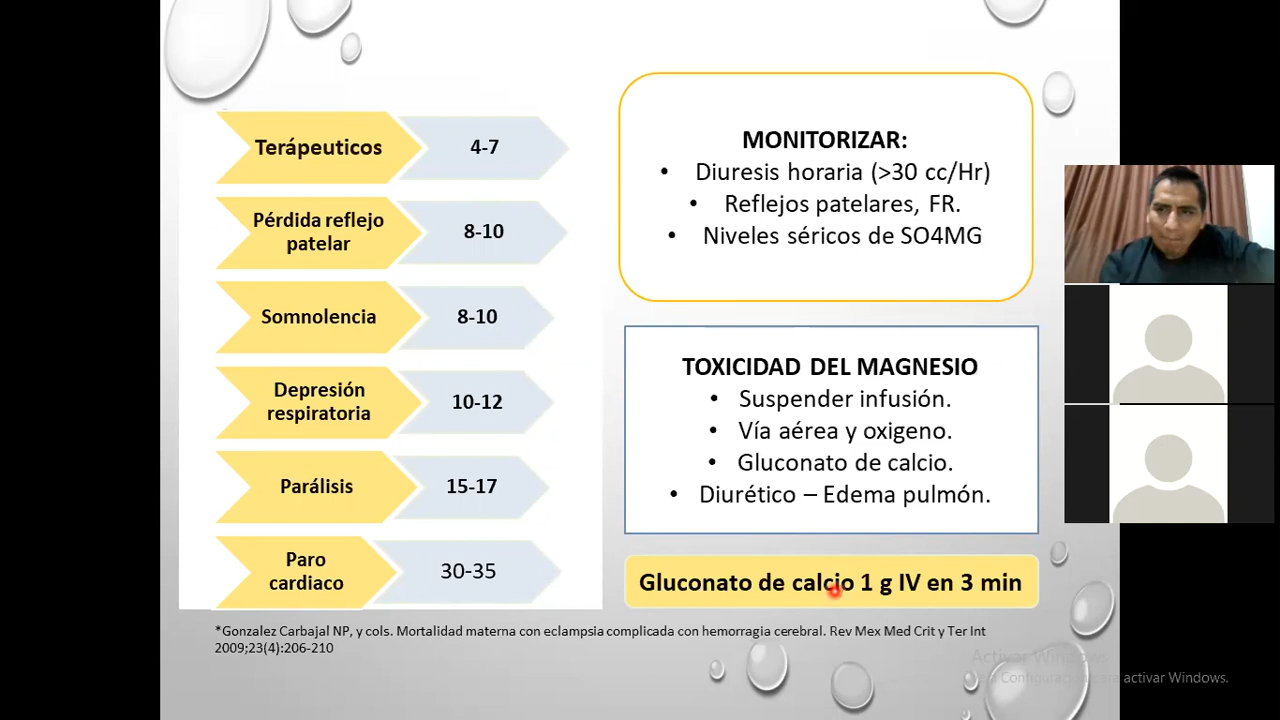 Terápeuticos
4-7
Pérdida reflejo
patelar
8-10
Somnolencia
8-10
Depresión
respiratoria
10-12
Parálisis
15-17
Paro
cardiaco
30-35
MONITORIZAR:
• Diuresis horaria (>30 cc/Hr)
• Reflejos patelares, FR.
• Niveles séricos de SO4MG
TOXICIDAD DEL MAGNESIO
• Suspender infusión.
• Vía aérea y oxigeno.
• Gluconato de calcio.
• Diurético – Edema pulmón.
Gluconato de calcio 1 g IV en 3 min
*Gonzalez Carbajal NP, y cols. Mortalidad materna con eclampsia complicada con hemorragia cerebral. Rev Mex Med Crit y Ter Int
2009;23(4):206-210
Activar Windows
a Configuración para activar Windows.